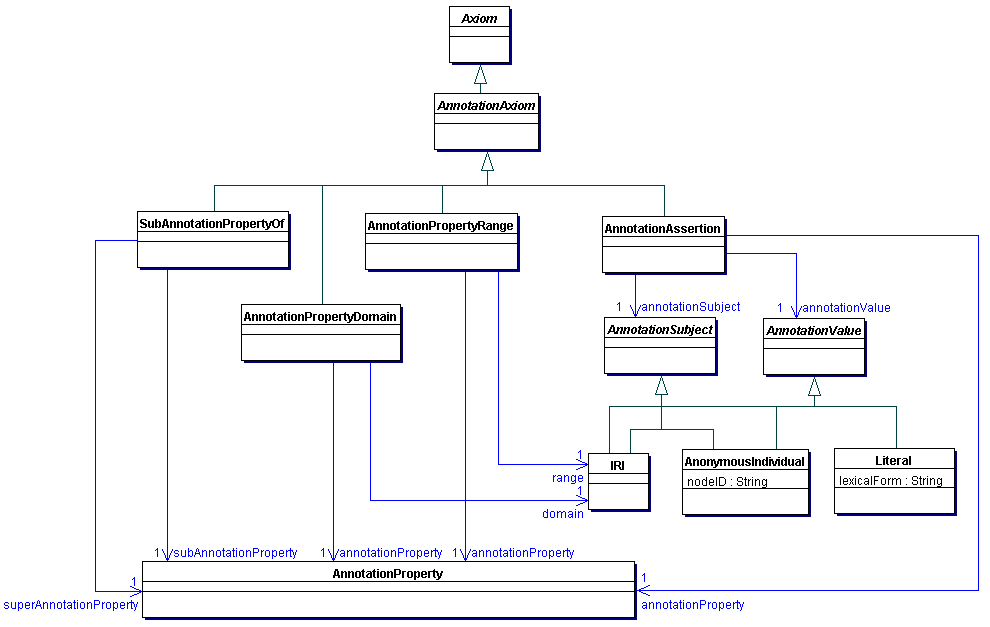 Axiom
AnnotationAxiom
SubAnnotationPropertyOf
AnnotationPropertyRange
AnnotationAssertion
1 annotationSubject
1 annotationValue
AnnotationPropertyDomain
AnnotationSubject
AnnotationValue
1
range
1
domain
IRI
AnonymousIndividual
nodeID : String
Literal
lexicalForm : String
1 subAnnotationProperty
1 annotationProperty
1 annotationProperty
AnnotationProperty
1
superAnnotationProperty
1
annotationProperty